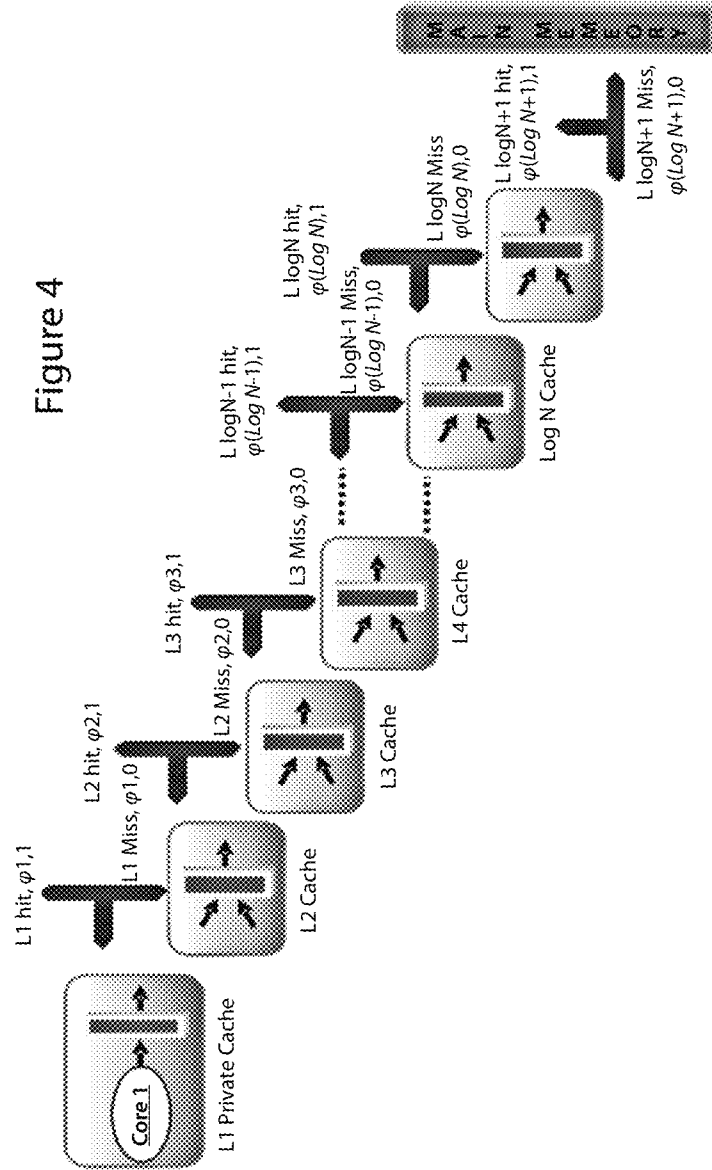 Figure 4
L1 hit, φ1,1
L1 Miss, φ1,0
L2 hit, φ2,1
L2 Miss, φ2,0
L3 hit, φ3,1
L3 Miss, φ3,0
L logN-1 hit,
φ(Log N-1),1
L logN-1 Miss,
φ(Log N-1),0
L logN hit,
φ(Log N),1
L logN Miss
φ(Log N),0
L logN+1 hit,
φ(Log N+1),1
L logN+1 Miss,
φ(Log N+1),0
Core 1
L1 Private Cache
L2 Cache
L3 Cache
L4 Cache
Log N Cache
MAIN MEMEORY